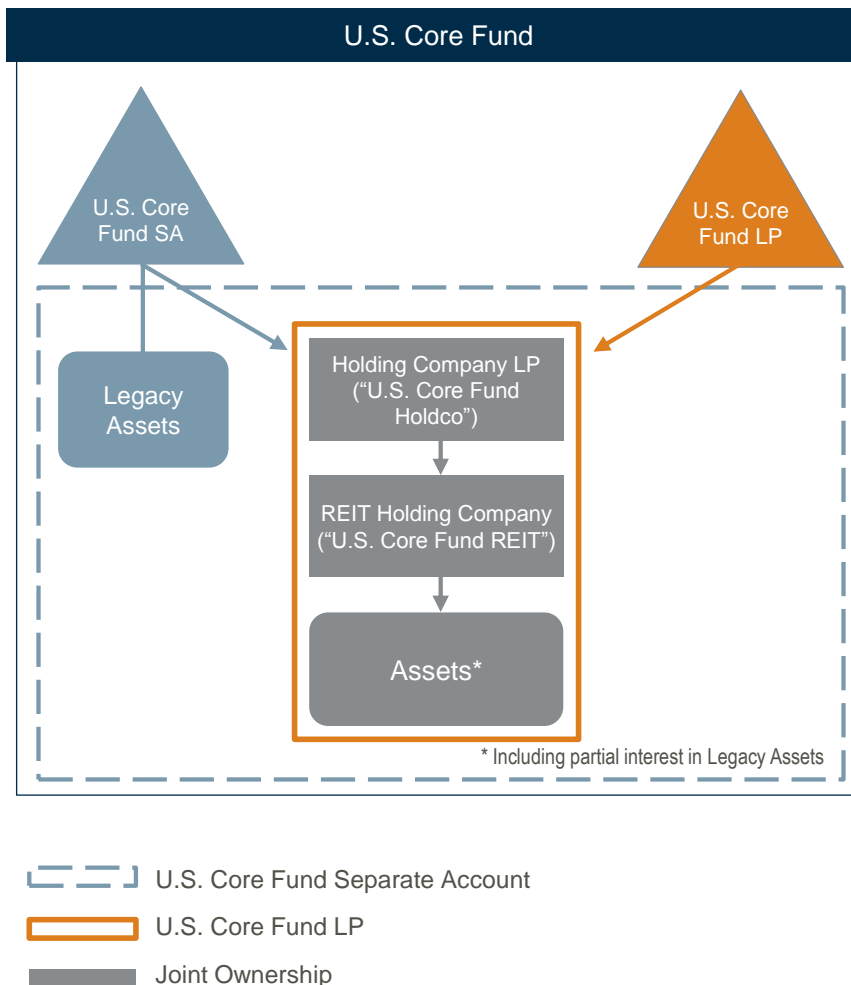 U.S. Core Fund
U.S. Core
Fund SA
U.S. Core
Fund LP
Legacy
Assets
Holding Company LP
(“U.S. Core Fund
Holdco”)
REIT Holding Company
(“U.S. Core Fund REIT”)
Assets*
* Including partial interest in Legacy Assets
U.S. Core Fund Separate Account
U.S. Core Fund LP
Joint Ownership